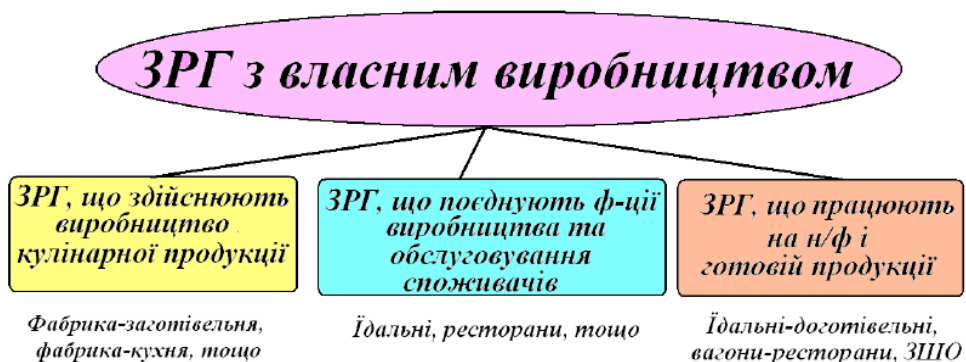 ЗРГ з власним виробництвом
ЗРГ, що здійснюють
виробництво
кулінарної продукції
ЗРГ, що поєднують ф-ції
виробництва та
обслуговування
споживачів
ЗРГ, що працюють
на н/ф і
готовій продукції
Фабрика-заготівельня,
фабрика-кухня, тощо
Їдальні, ресторани, тощо
Їдальні-доготівельні,
вагони-ресторани, ЗШО